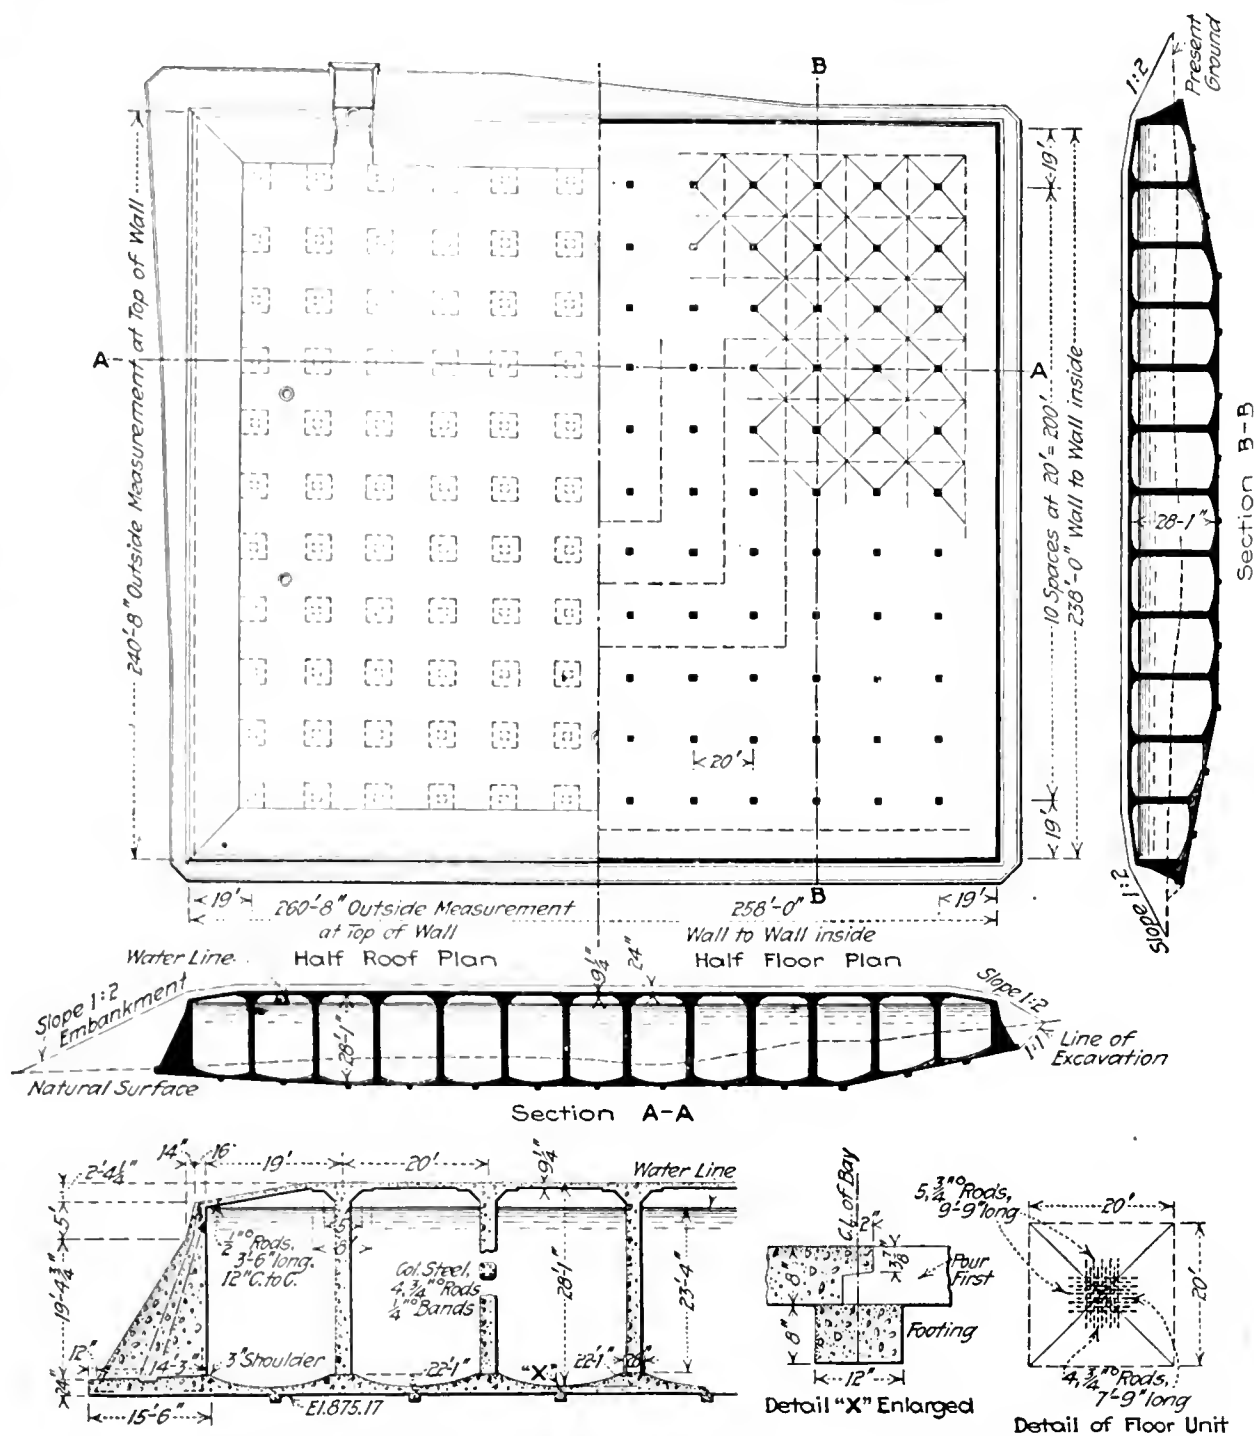 B
1:2
Present
Ground
19'
A
A
240'-8" Outside Measurement at Top of Wall
10 Spaces at 20' = 200'
238'-0" Wall to Wall inside
28'-1"
Section B-B
20'
19'
B
Slope 1:2
19'
260'-8" Outside Measurement
at Top of Wall
258'-0"
Wall to Wall inside
19'
Half Roof Plan
Half Floor Plan
Water Line
9¼"
24"
Slope 1:2
Embankment
Slope 1:2
28'-1"
1:1
Line of
Excavation
Natural Surface
Section A-A
14"
16"
2'-4¼"
19'
20'
9¼"
Water Line
5'
½"° Rods,
3'-6" long.
12" C. to C.
Col. Steel,
4, ¾"° Rods
¼"° Bands
28'-1"
23'-4"
19'-4¾"
12"
14'-3"
3" Shoulder
22'-1"
"X"
22'-1"
28"
24"
15'-6"
El.875.17
C.L. of Bay
2"
8"
Pour
First
8"
Footing
12"
Detail "X" Enlarged
5, ¾"° Rods,
9'-9" long
20'
20'
4, ¾"° Rods,
7'-9" long
Detail of Floor Unit